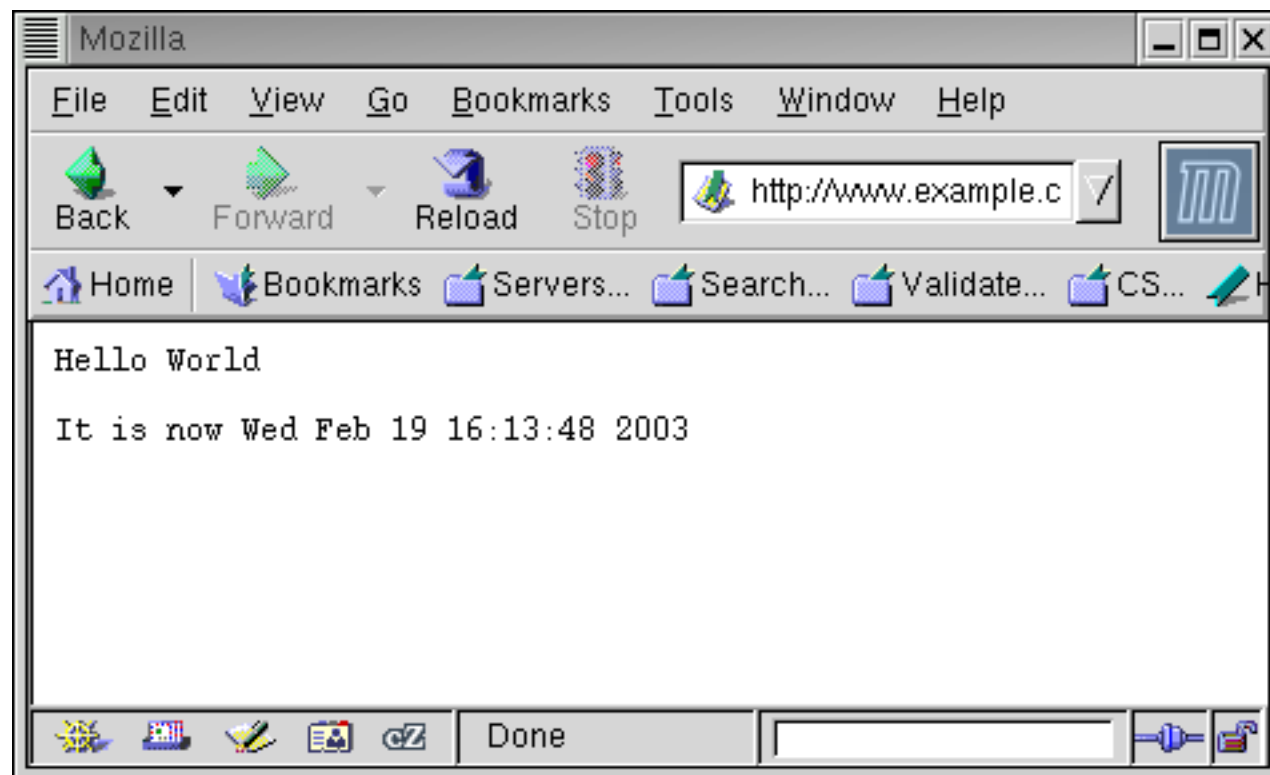 Mozilla
File Edit View Go Bookmarks Tools Window Help
Back Forward Reload Stop http://www.example.c
Home Bookmarks Servers... Search... Validate... CS... H
Hello World
It is now Wed Feb 19 16:13:48 2003
cZ Done